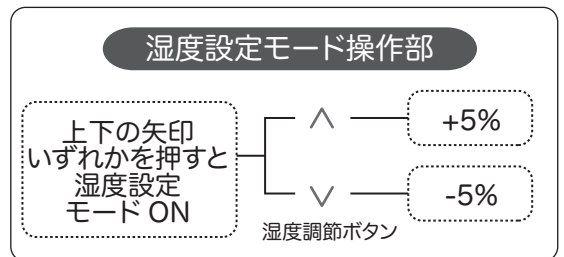 湿度設定モード操作部
上下の矢印
いずれかを押すと
湿度設定
モード ON
+5%
-5%
湿度調節ボタン